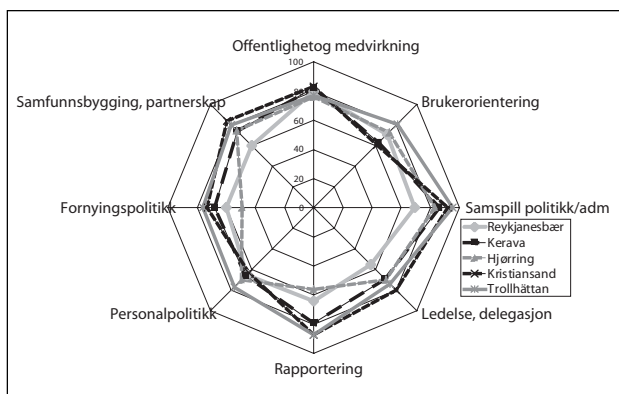 Offentlighetog medvirkning
100
80
60
40
20
0
Samfunnsbygging, partnerskap
Brukerorientering
Fornyingspolitikk
Samspill politikk/adm
Reykjanesbær
Kerava
Hjørring
Kristiansand
Trollhättan
Personalpolitikk
Ledelse, delegasjon
Rapportering